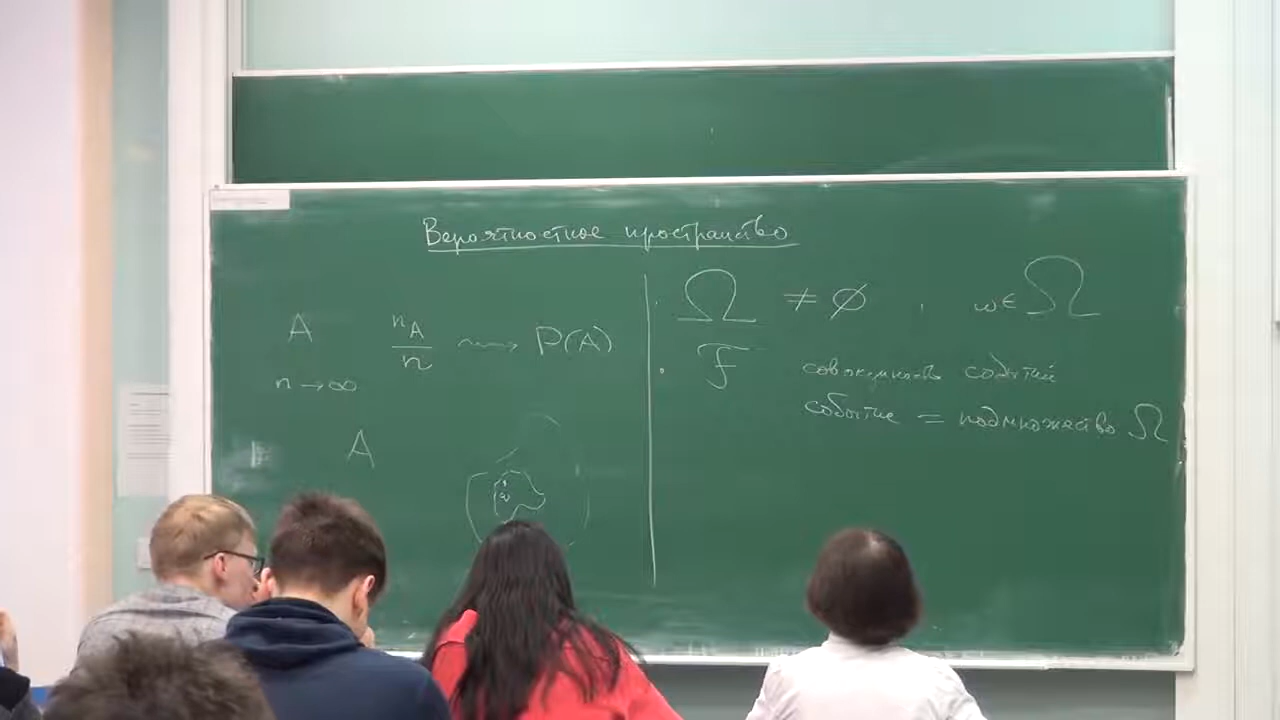 Вероятностное пространство
A n_A/n ⇝ P(A)
n → ∞
A
Ω ≠ ∅, ω ∈ Ω
F совокупность событий
событие = подмножество Ω